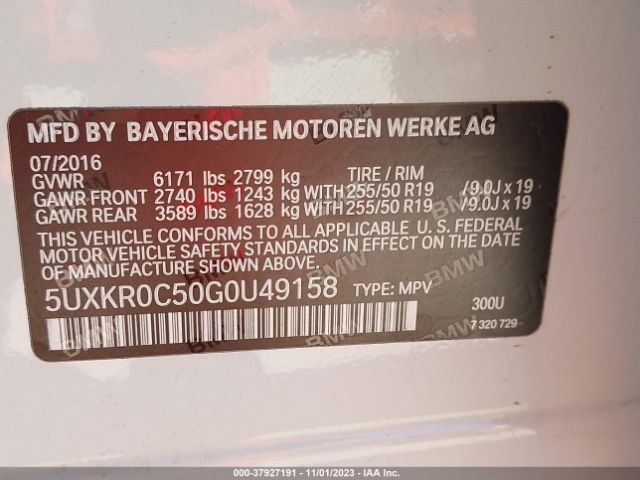 MFD BY BAYERISCHE MOTOREN WERKE AG
07/2016
GVWR 6171 lbs 2799 kg TIRE / RIM
GAWR FRONT 2740 lbs 1243 kg WITH 255/50 R19 /9.0J x 19
GAWR REAR 3589 lbs 1628 kg WITH 255/50 R19 /9.0J x 19
THIS VEHICLE CONFORMS TO ALL APPLICABLE U. S. FEDERAL
MOTOR VEHICLE SAFETY STANDARDS IN EFFECT ON THE DATE
OF MANUFACTURE SHOWN ABOVE.
5UXKR0C50G0U49158 TYPE: MPV
300U
7 320 729
BMW
000-37927191 - 11/01/2023 - IAA Inc.